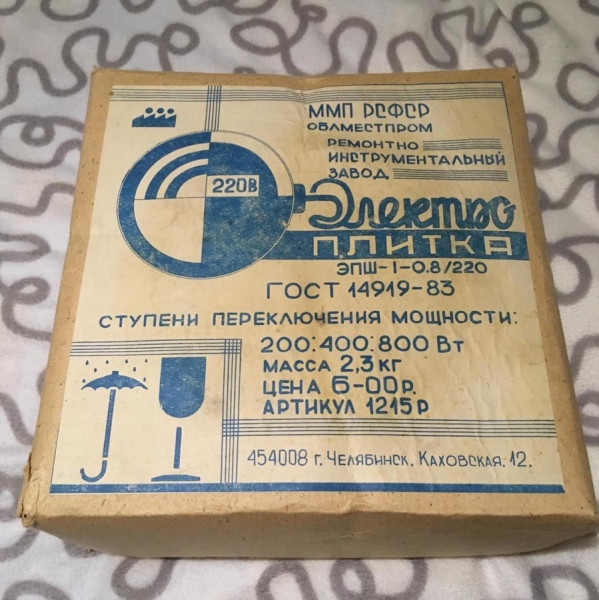 ММП РСФСР
ОБЛМЕСТПРОМ
РЕМОНТНО
ИНСТРУМЕНТАЛЬНЫЙ
ЗАВОД
220В
Электро
ПЛИТКА
ЭПШ-1-0.8/220
ГОСТ 14919-83
СТУПЕНИ ПЕРЕКЛЮЧЕНИЯ МОЩНОСТИ:
200:400:800 Вт
МАССА 2,3 КГ
ЦЕНА 6-00 Р.
АРТИКУЛ 1215 Р
454008 г. ЧЕЛЯБИНСК, КАХОВСКАЯ, 12.